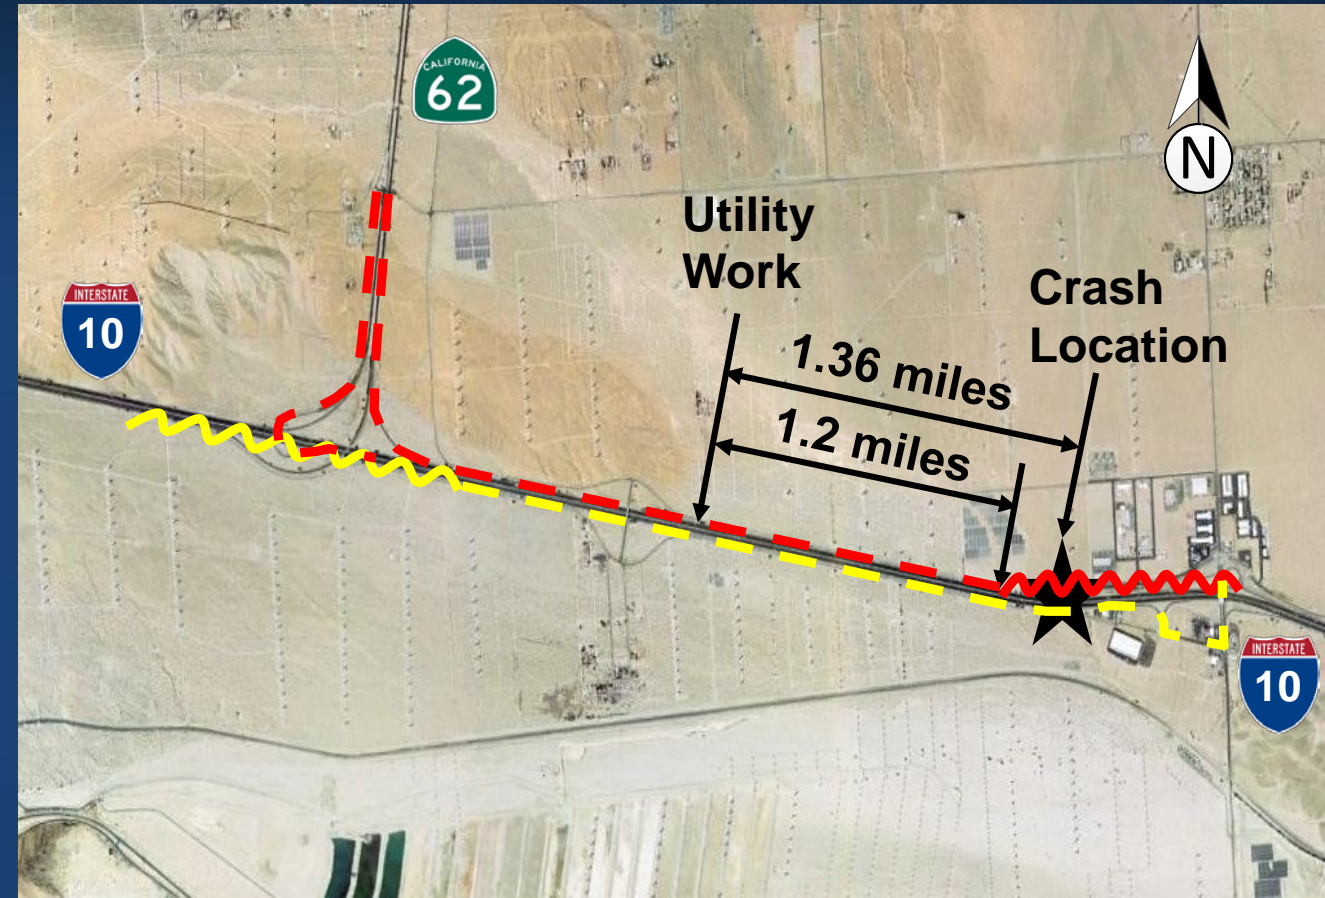 CALIFORNIA
62
N
Utility
Work
Crash
Location
INTERSTATE
10
1.36 miles
1.2 miles
INTERSTATE
10